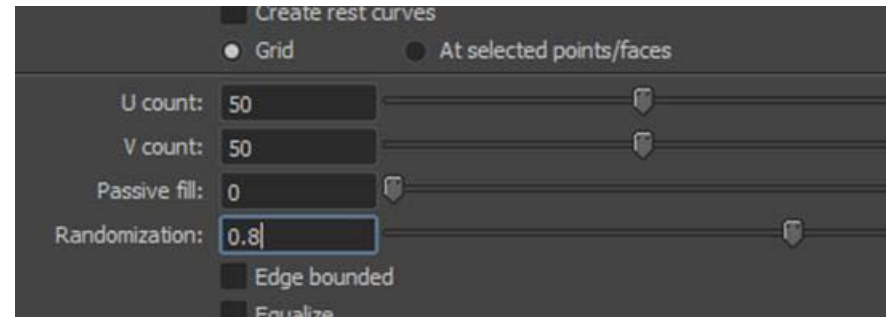 Create rest curves
Grid At selected points/faces
U count: 50
V count: 50
Passive fill: 0
Randomization: 0.8
Edge bounded
Equalize